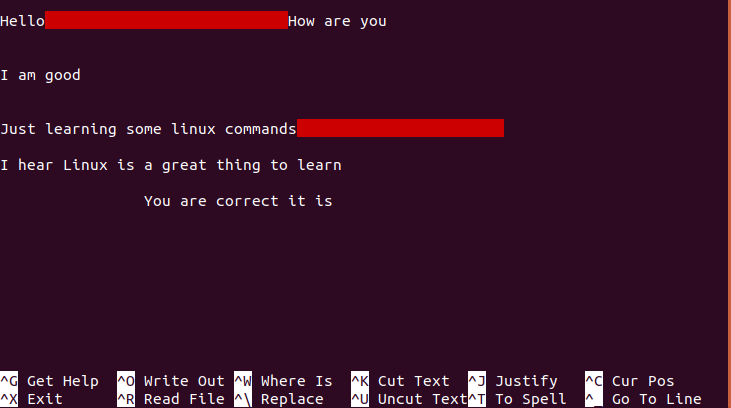 Hello How are you
I am good
Just learning some linux commands
I hear Linux is a great thing to learn
You are correct it is
^G Get Help ^O Write Out ^W Where Is ^K Cut Text ^J Justify ^C Cur Pos
^X Exit ^R Read File ^\ Replace ^U Uncut Text ^T To Spell ^_ Go To Line